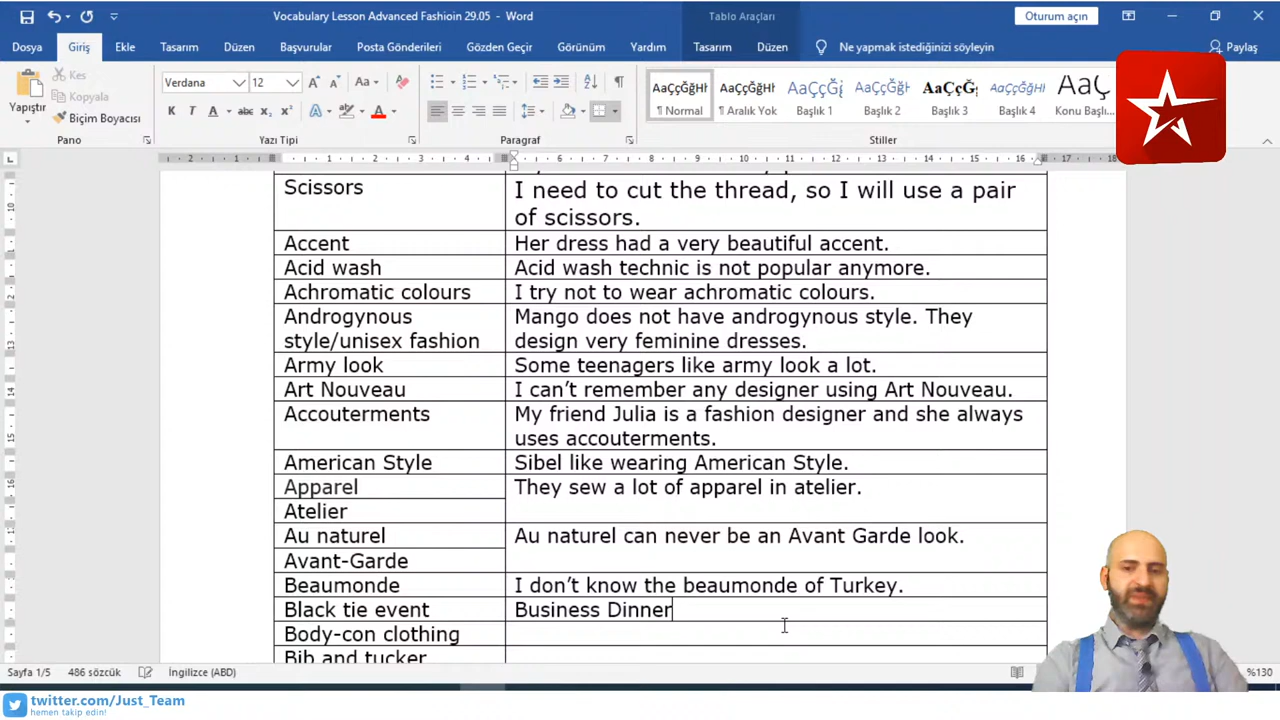 Vocabulary Lesson Advanced Fashioin 29.05 - Word
Tablo Araçları
Oturum açın
Dosya Giriş Ekle Tasarım Düzen Başvurular Posta Gönderileri Gözden Geçir Görünüm Yardım Tasarım Düzen Ne yapmak istediğinizi söyleyin Paylaş
Yapıştır
Kes
Kopyala
Biçim Boyacısı
Pano
Verdana 12
Yazı Tipi
Paragraf
AaÇçĞğHł AaÇçĞğHł AaÇçĞğl AaÇçĞğHł AaÇçĞğ AaÇçĞğHł AaÇ
¶ Normal ¶ Aralık Yok Başlık 1 Başlık 2 Başlık 3 Başlık 4 Konu Başlı...
Stiller
Scissors I need to cut the thread, so I will use a pair
of scissors.
Accent Her dress had a very beautiful accent.
Acid wash Acid wash technic is not popular anymore.
Achromatic colours I try not to wear achromatic colours.
Androgynous Mango does not have androgynous style. They
style/unisex fashion design very feminine dresses.
Army look Some teenagers like army look a lot.
Art Nouveau I can't remember any designer using Art Nouveau.
Accouterments My friend Julia is a fashion designer and she always
uses accouterments.
American Style Sibel like wearing American Style.
Apparel They sew a lot of apparel in atelier.
Atelier
Au naturel Au naturel can never be an Avant Garde look.
Avant-Garde
Beaumonde I don't know the beaumonde of Turkey.
Black tie event Business Dinner
Body-con clothing
Bib and tucker
Sayfa 1/5 486 sözcük İngilizce (ABD) %130
twitter.com/Just_Team
hemen takip edin!